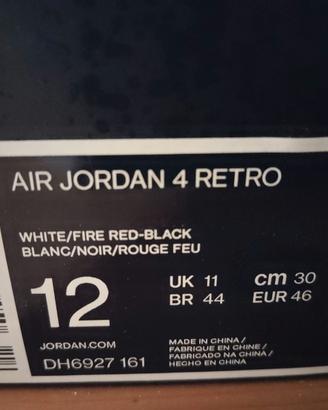 AIR JORDAN 4 RETRO
WHITE/FIRE RED-BLACK
BLANC/NOIR/ROUGE FEU
12
UK 11 cm 30
BR 44 EUR 46
JORDAN.COM
DH6927 161
MADE IN CHINA /
FABRIQUE EN CHINE /
FABRICADO NA CHINA /
HECHO EN CHINA